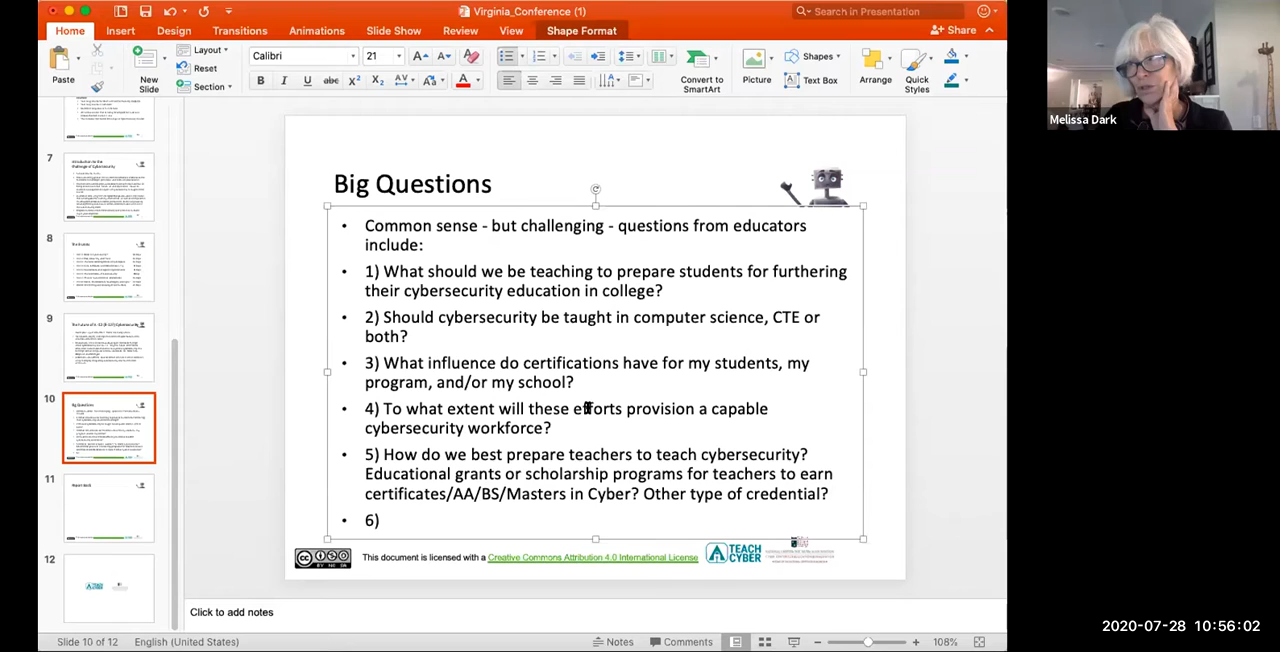 Virginia_Conference (1)
Search in Presentation
Home Insert Design Transitions Animations Slide Show Review View Shape Format
Share
Paste
New
Slide
Layout
Reset
Section
Calibri
21
Convert to
SmartArt
Picture
Shapes
Text Box
Arrange
Quick
Styles
7
8
9
10
Big Questions
11
12
Big Questions
• Common sense - but challenging - questions from educators
include:
• 1) What should we be teaching to prepare students for furthering
their cybersecurity education in college?
• 2) Should cybersecurity be taught in computer science, CTE or
both?
• 3) What influence do certifications have for my students, my
program, and/or my school?
• 4) To what extent will these efforts provision a capable
cybersecurity workforce?
• 5) How do we best prepare teachers to teach cybersecurity?
Educational grants or scholarship programs for teachers to earn
certificates/AA/BS/Masters in Cyber? Other type of credential?
• 6)
This document is licensed with a Creative Commons Attribution 4.0 International License
TEACH
CYBER
Click to add notes
Slide 10 of 12 English (United States)
Notes Comments
108%
Melissa Dark
2020-07-28 10:56:02